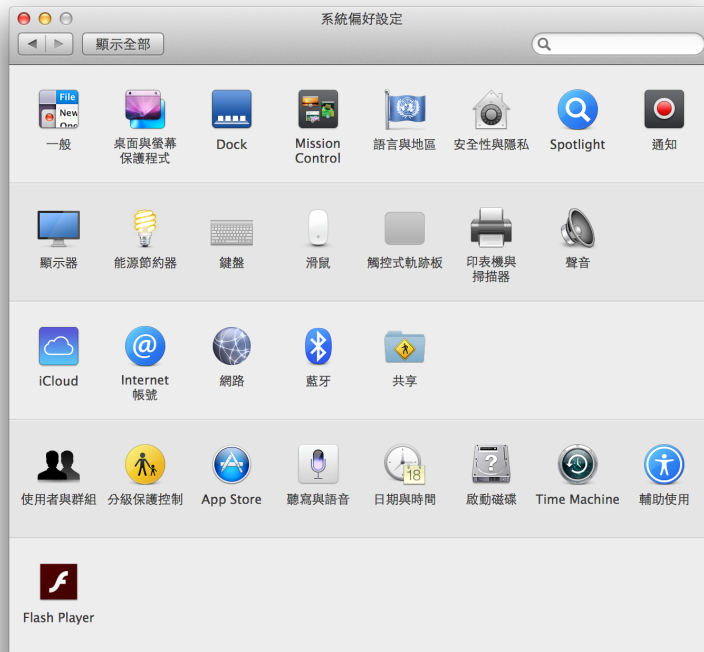 系統偏好設定
顯示全部
File
New
一般
桌面與螢幕
保護程式
Dock
Mission
Control
語言與地區
安全性與隱私
Spotlight
通知
顯示器
能源節約器
鍵盤
滑鼠
觸控式軌跡板
印表機與
掃描器
聲音
iCloud
Internet
帳號
網路
藍牙
共享
18
使用者與群組
分級保護控制
App Store
聽寫與語音
日期與時間
啟動磁碟
Time Machine
輔助使用
Flash Player